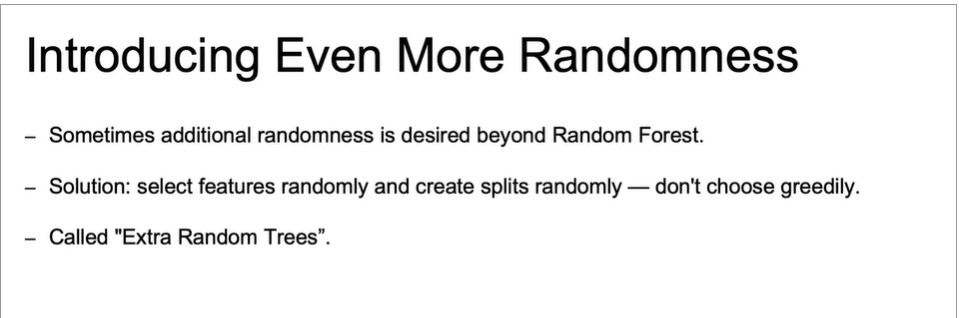 Introducing Even More Randomness
– Sometimes additional randomness is desired beyond Random Forest.
– Solution: select features randomly and create splits randomly — don't choose greedily.
– Called "Extra Random Trees”.